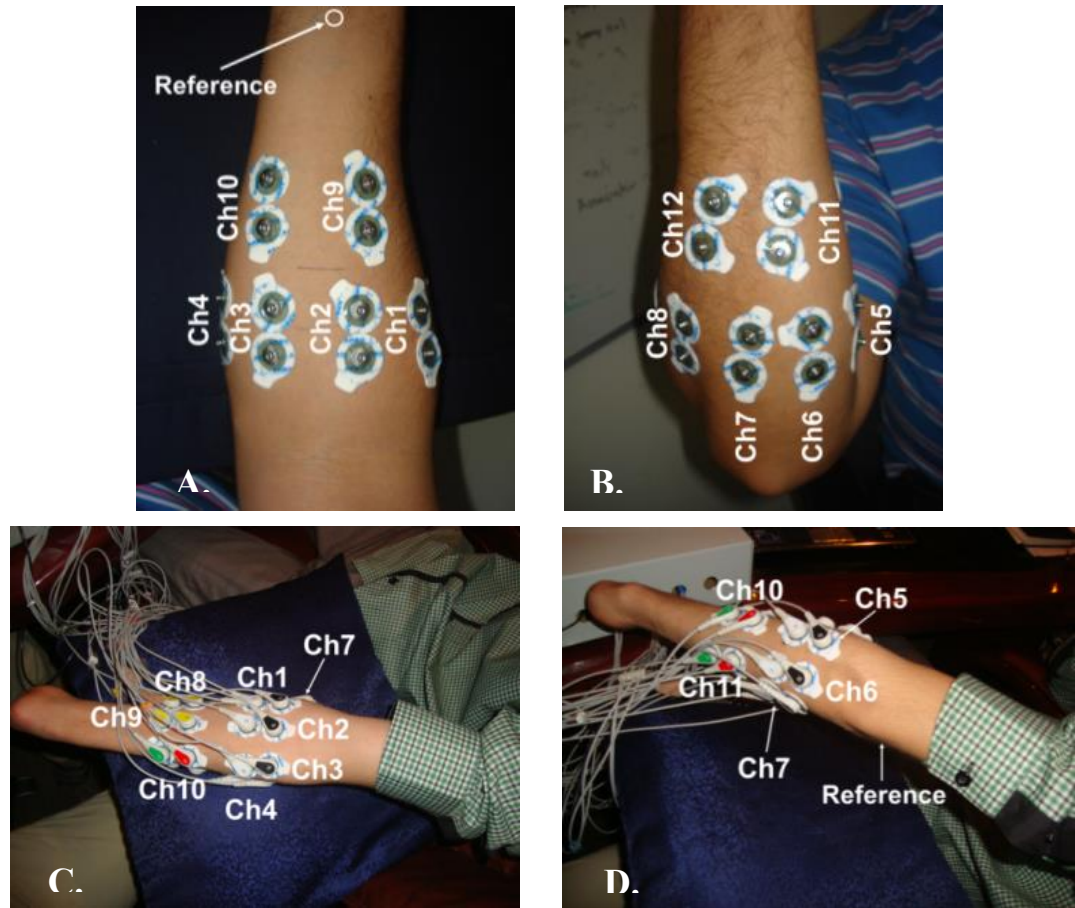 Reference
Ch10
Ch9
Ch4
Ch3
Ch2
Ch1
A.
Ch12
Ch11
Ch8
Ch5
Ch7
Ch6
B.
Ch7
Ch8
Ch1
Ch9
Ch2
Ch3
Ch10
Ch4
C.
Ch10
Ch5
Ch11
Ch6
Ch7
Reference
D.